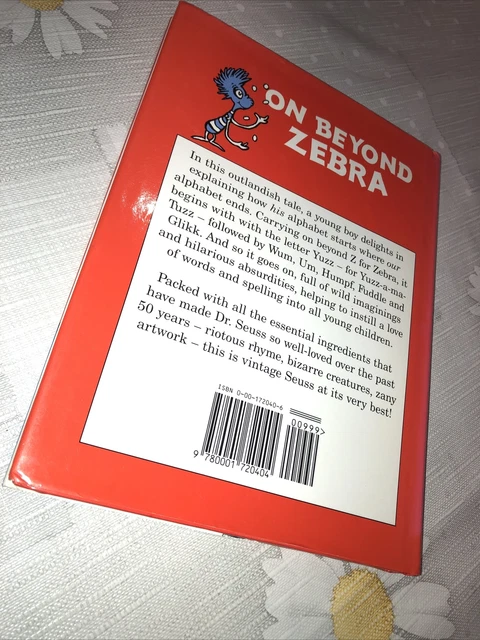 ON BEYOND
ZEBRA
In this outlandish tale, a young boy delights in
explaining how his alphabet starts where our
alphabet ends. Carrying on beyond Z for Zebra, it
begins with with the letter Yuzz – for Yuzz-a-ma-
Tuzz – followed by Wum, Um, Humpf, Fuddle and
Glikk. And so it goes on, full of wild imaginings
and hilarious absurdities, helping to instill a love
of words and spelling into all young children.
Packed with all the essential ingredients that
have made Dr. Seuss so well-loved over the past
50 years – riotous rhyme, bizarre creatures, zany
artwork – this is vintage Seuss at its very best!
ISBN 0-00-172040-6
00999>
9 780001 720404